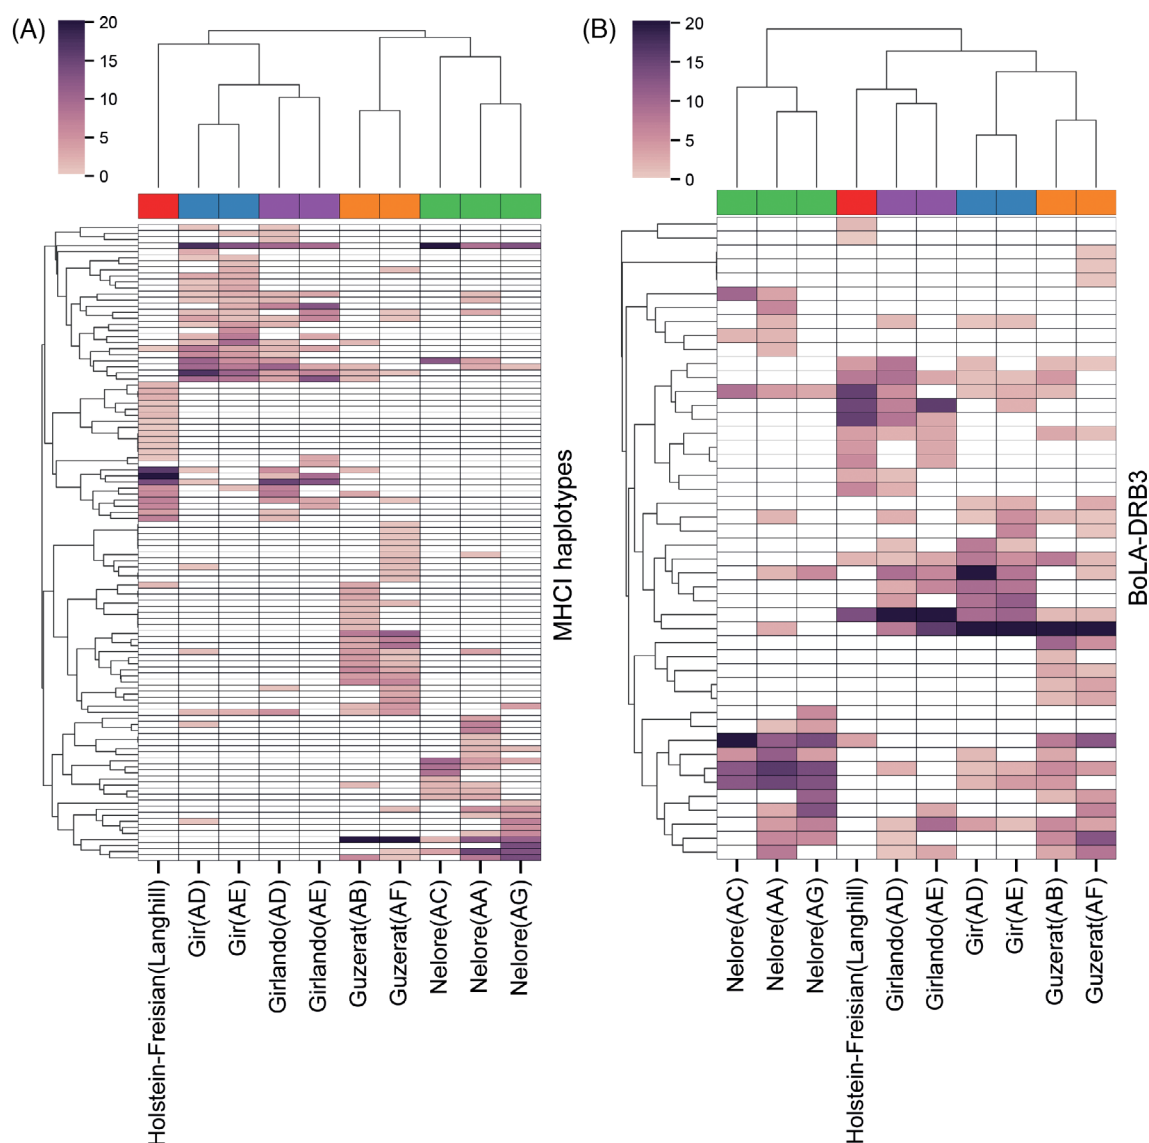 (A)
20
15
10
5
0
MHCI haplotypes
Holstein-Freisian(Langhill)
Gir(AD)
Gir(AE)
Girlando(AD)
Girlando(AE)
Guzerat(AB)
Guzerat(AF)
Nelore(AC)
Nelore(AA)
Nelore(AG)
(B)
20
15
10
5
0
BoLA-DRB3
Nelore(AC)
Nelore(AA)
Nelore(AG)
Holstein-Freisian(Langhill)
Girlando(AD)
Girlando(AE)
Gir(AD)
Gir(AE)
Guzerat(AB)
Guzerat(AF)